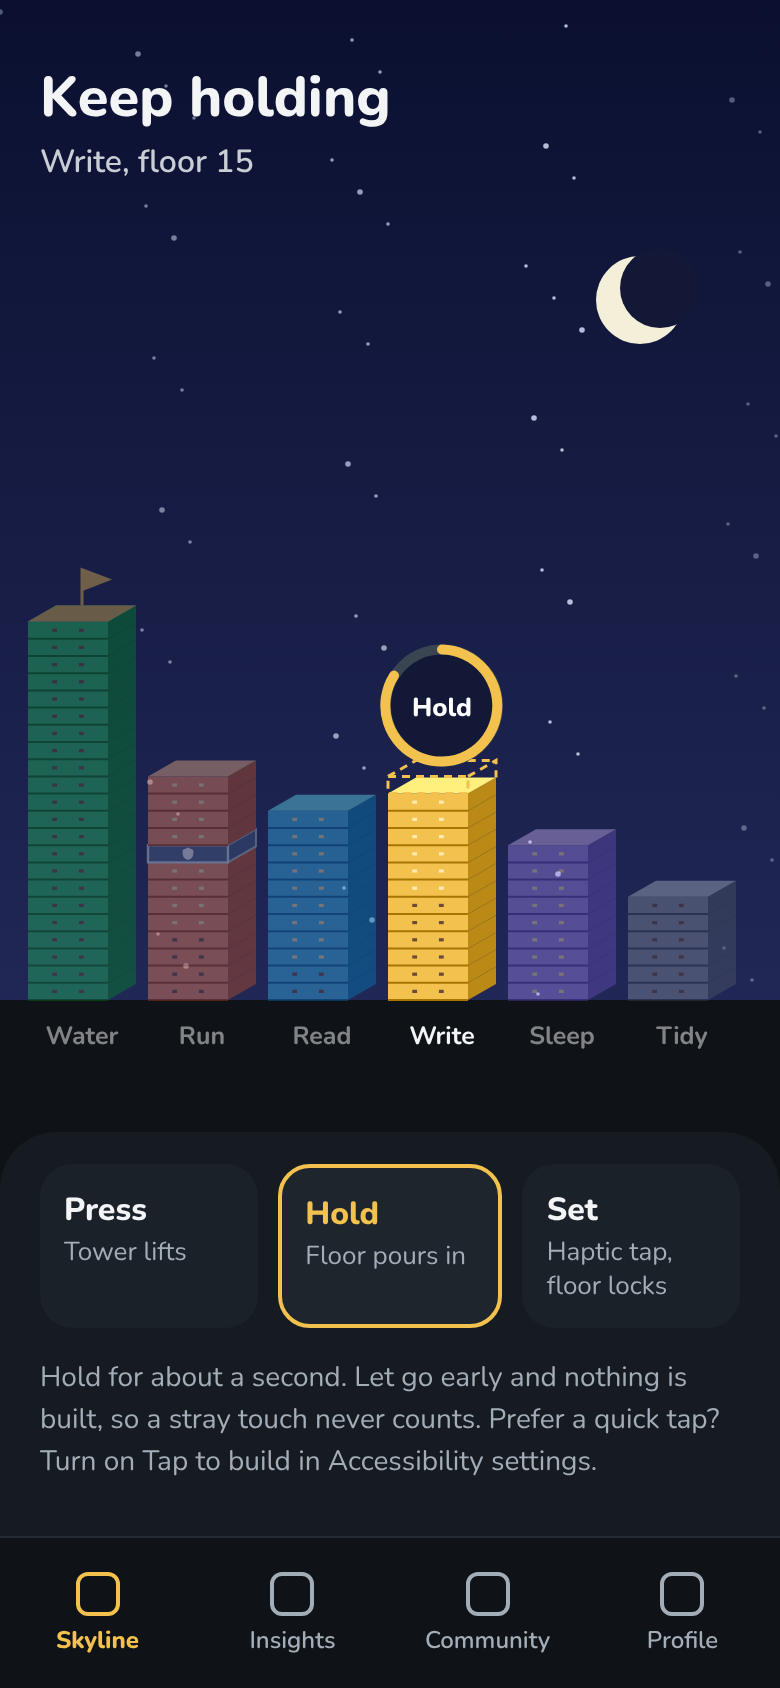 Keep holding
Write, floor 15
Hold
Water
Run
Read
Write
Sleep
Tidy
Press
Tower lifts
Hold
Floor pours in
Set
Haptic tap,
floor locks
Hold for about a second. Let go early and nothing is
built, so a stray touch never counts. Prefer a quick tap?
Turn on Tap to build in Accessibility settings.
Skyline
Insights
Community
Profile